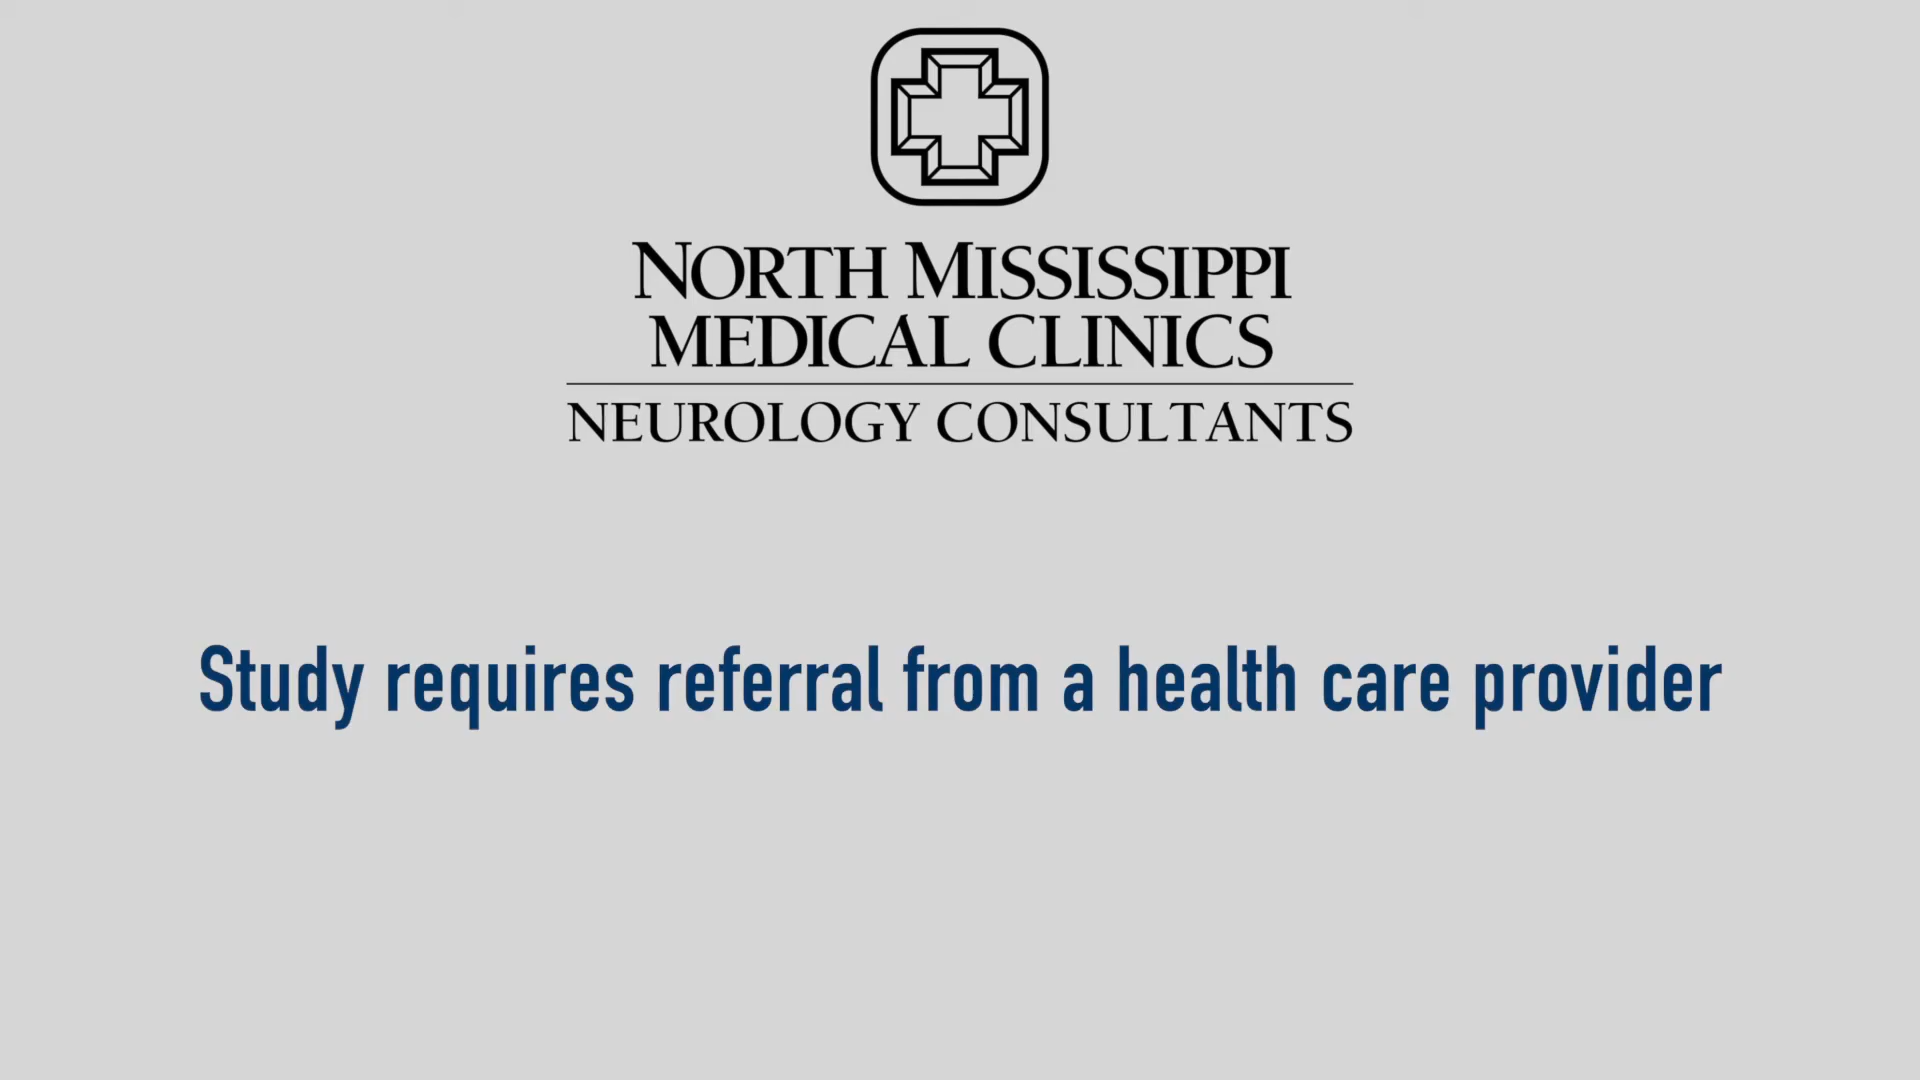 NORTH MISSISSIPPI
MEDICAL CLINICS
NEUROLOGY CONSULTANTS
Study requires referral from a health care provider